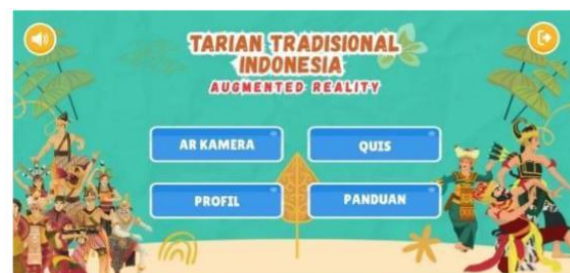 TARIAN TRADISIONAL
INDONESIA
AUGMENTED REALITY
AR KAMERA
QUIS
PROFIL
PANDUAN